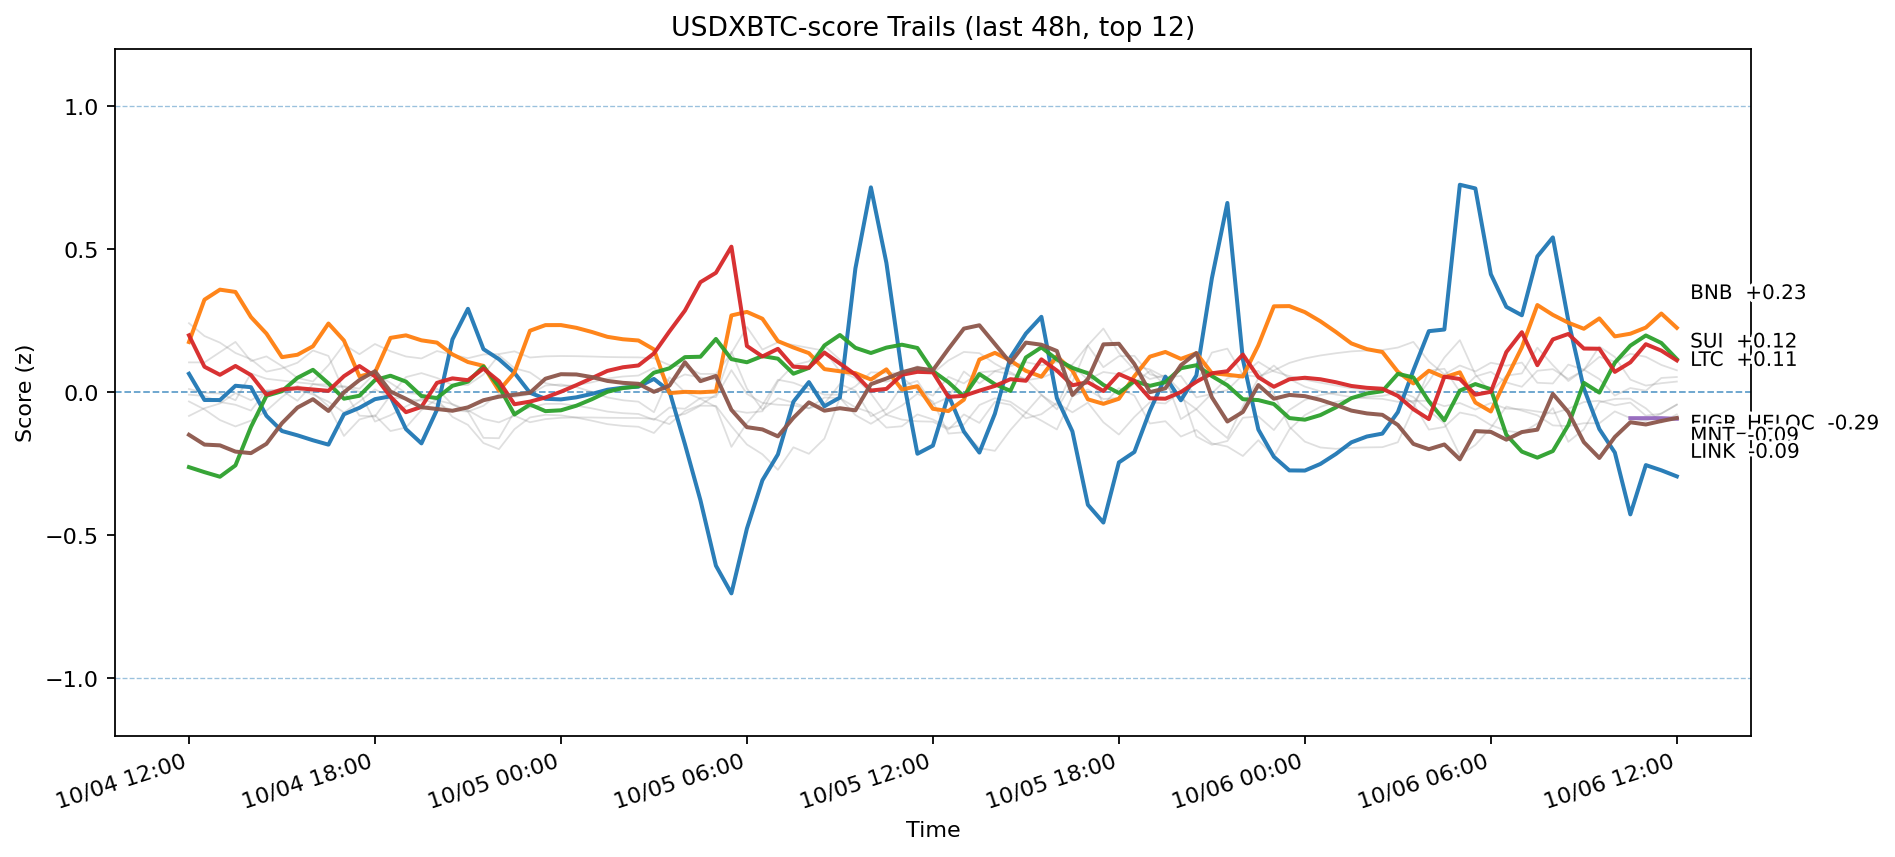 USDXBTC-score Trails (last 48h, top 12)
Score (z)
1.0
0.5
0.0
−0.5
−1.0
BNB +0.23
SUI +0.12
LTC +0.11
FIGR_HELOC -0.29
MNT -0.09
LINK -0.09
10/04 12:00
10/04 18:00
10/05 00:00
10/05 06:00
10/05 12:00
10/05 18:00
10/06 00:00
10/06 06:00
10/06 12:00
Time